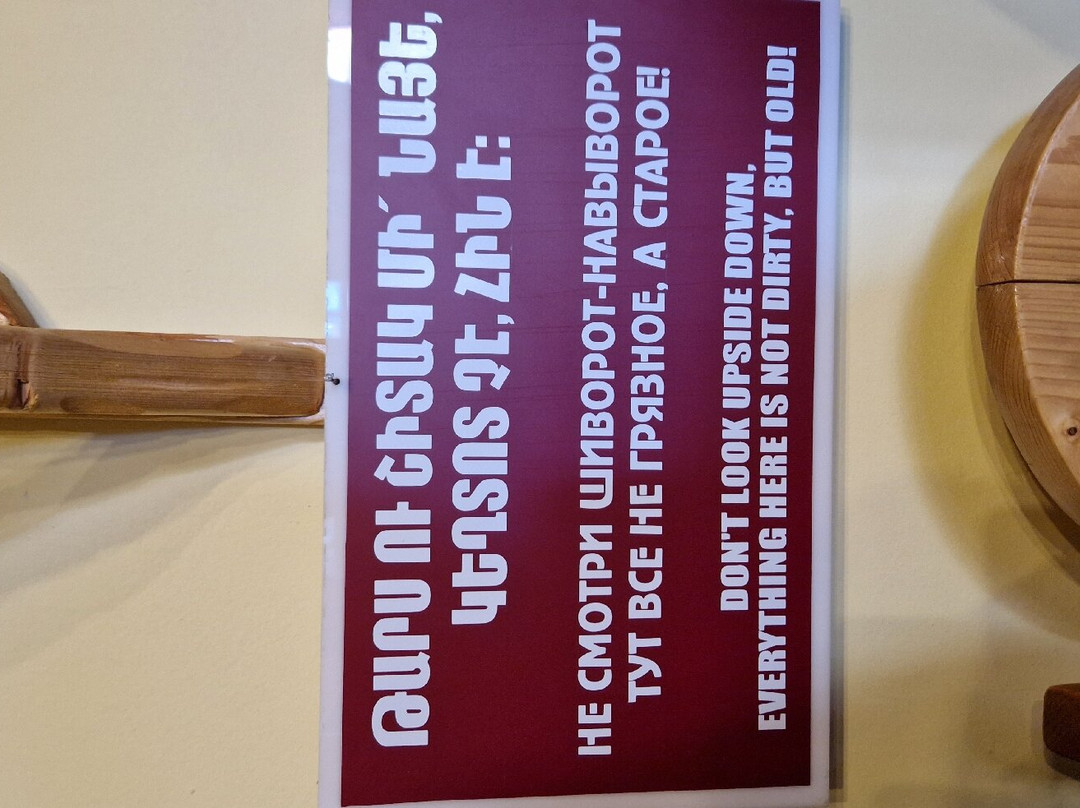 ԹԱՐՍ ՈՒ ՇԻՏԱԿ ՄԻ՛ ՆԱՅԵ,
ԿԵՂՏՈՏ ՉԷ, ՀԻՆ Է:
НЕ СМОТРИ ШИВОРОТ-НАВЫВОРОТ
ТУТ ВСЕ НЕ ГРЯЗНОЕ, А СТАРОЕ!
DON'T LOOK UPSIDE DOWN,
EVERYTHING HERE IS NOT DIRTY, BUT OLD!